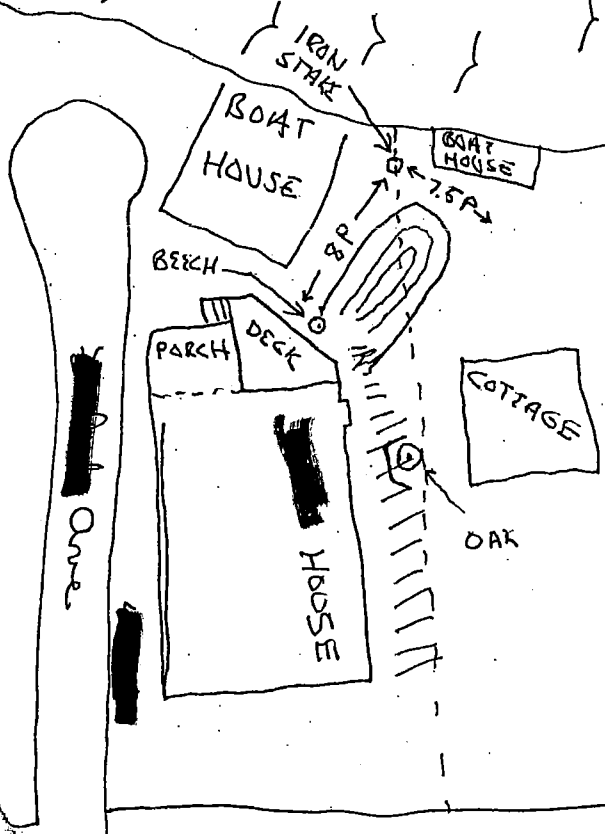 IRON
STAKE
BOAT
HOUSE
BOAT
HOUSE
7.5P
8P
BEECH
PORCH
DECK
COTTAGE
OAK
HOUSE